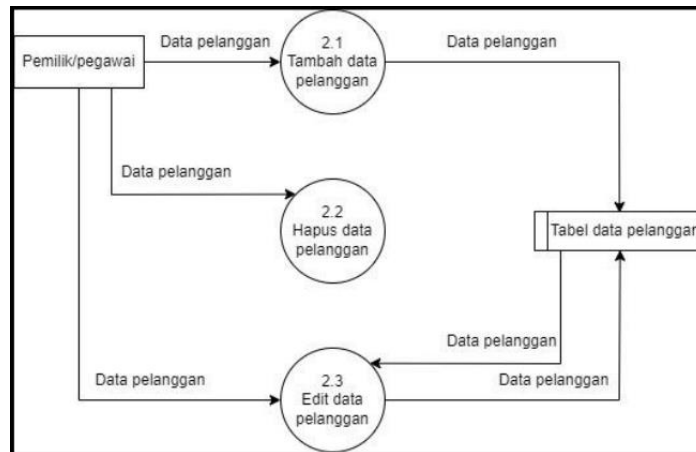 Pemilik/pegawai
Data pelanggan
2.1
Tambah data
pelanggan
Data pelanggan
Data pelanggan
2.2
Hapus data
pelanggan
Tabel data pelanggan
Data pelanggan
Data pelanggan
2.3
Edit data
pelanggan
Data pelanggan